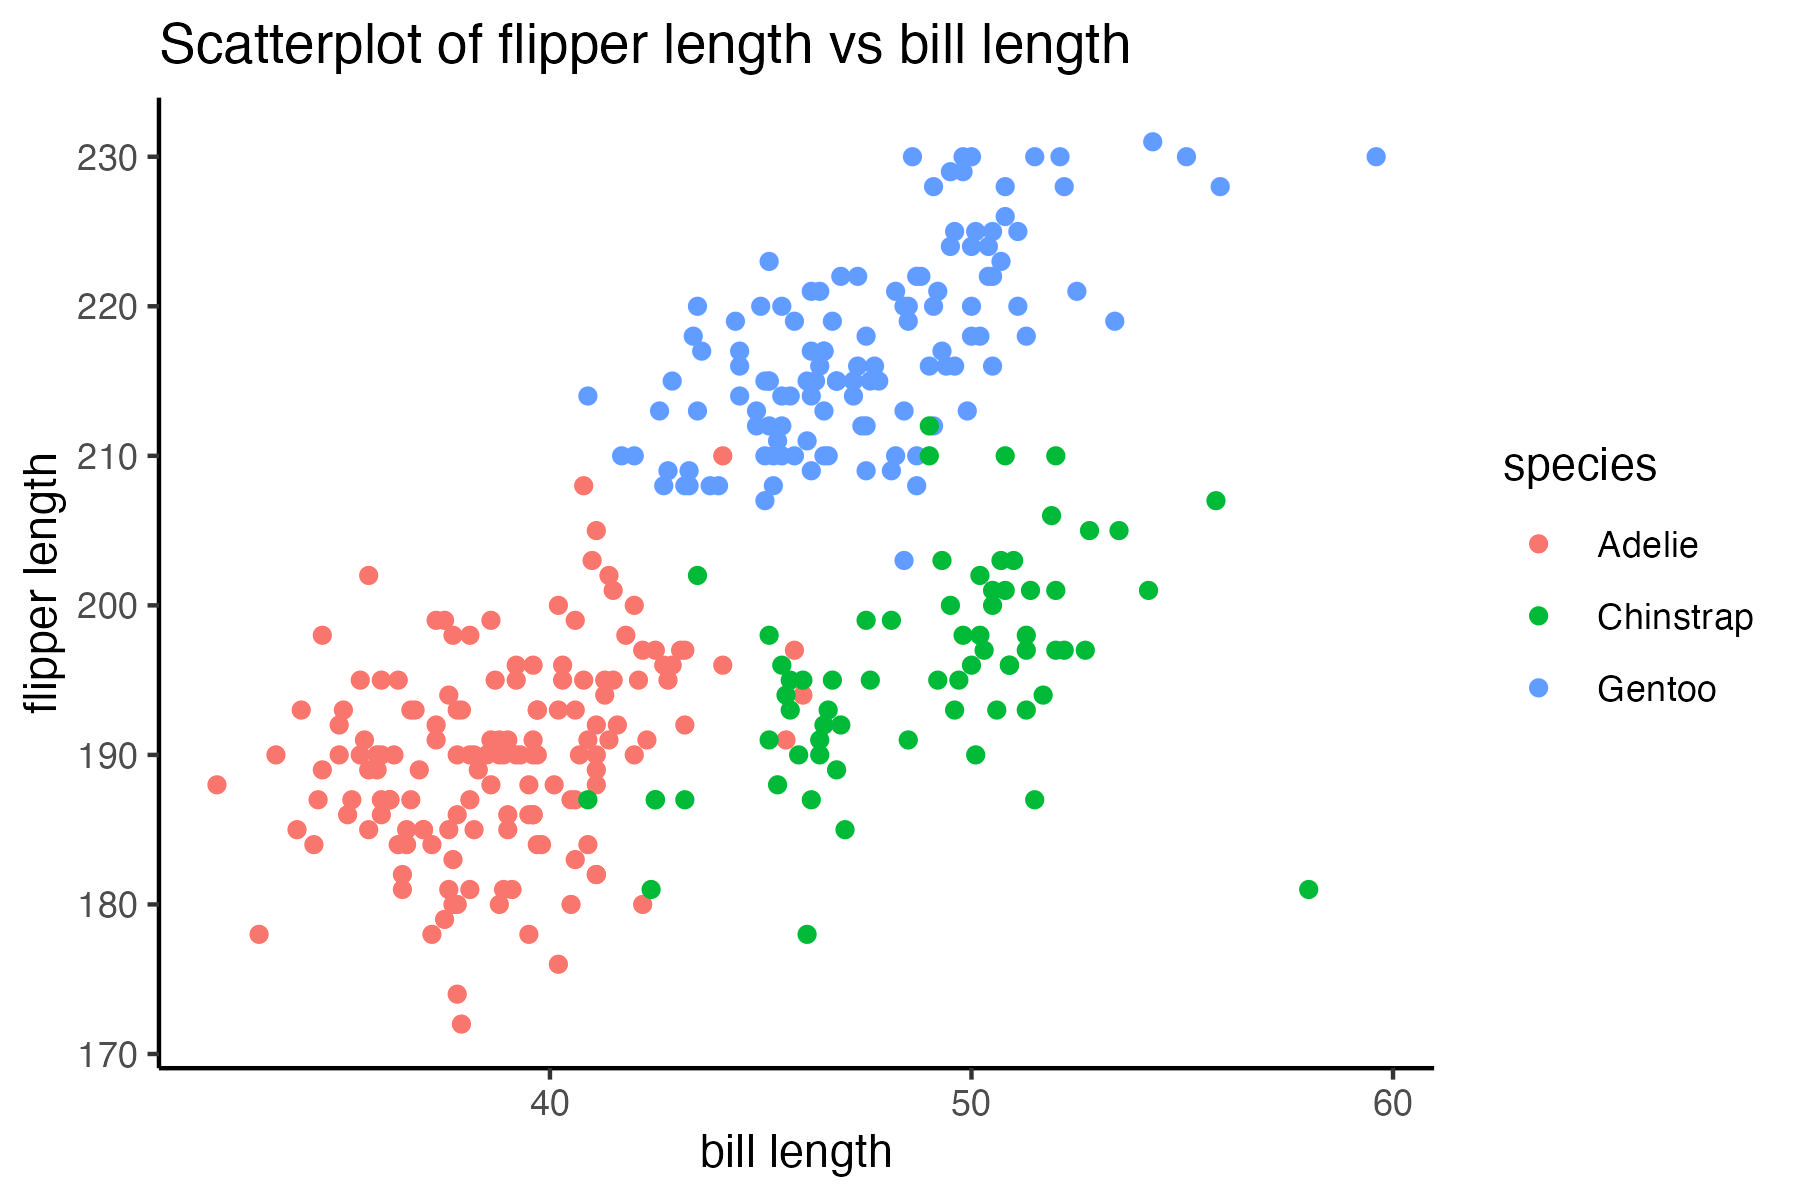 Scatterplot of flipper length vs bill length
230
220
210
200
190
180
170
flipper length
40
50
60
bill length
species
Adelie
Chinstrap
Gentoo